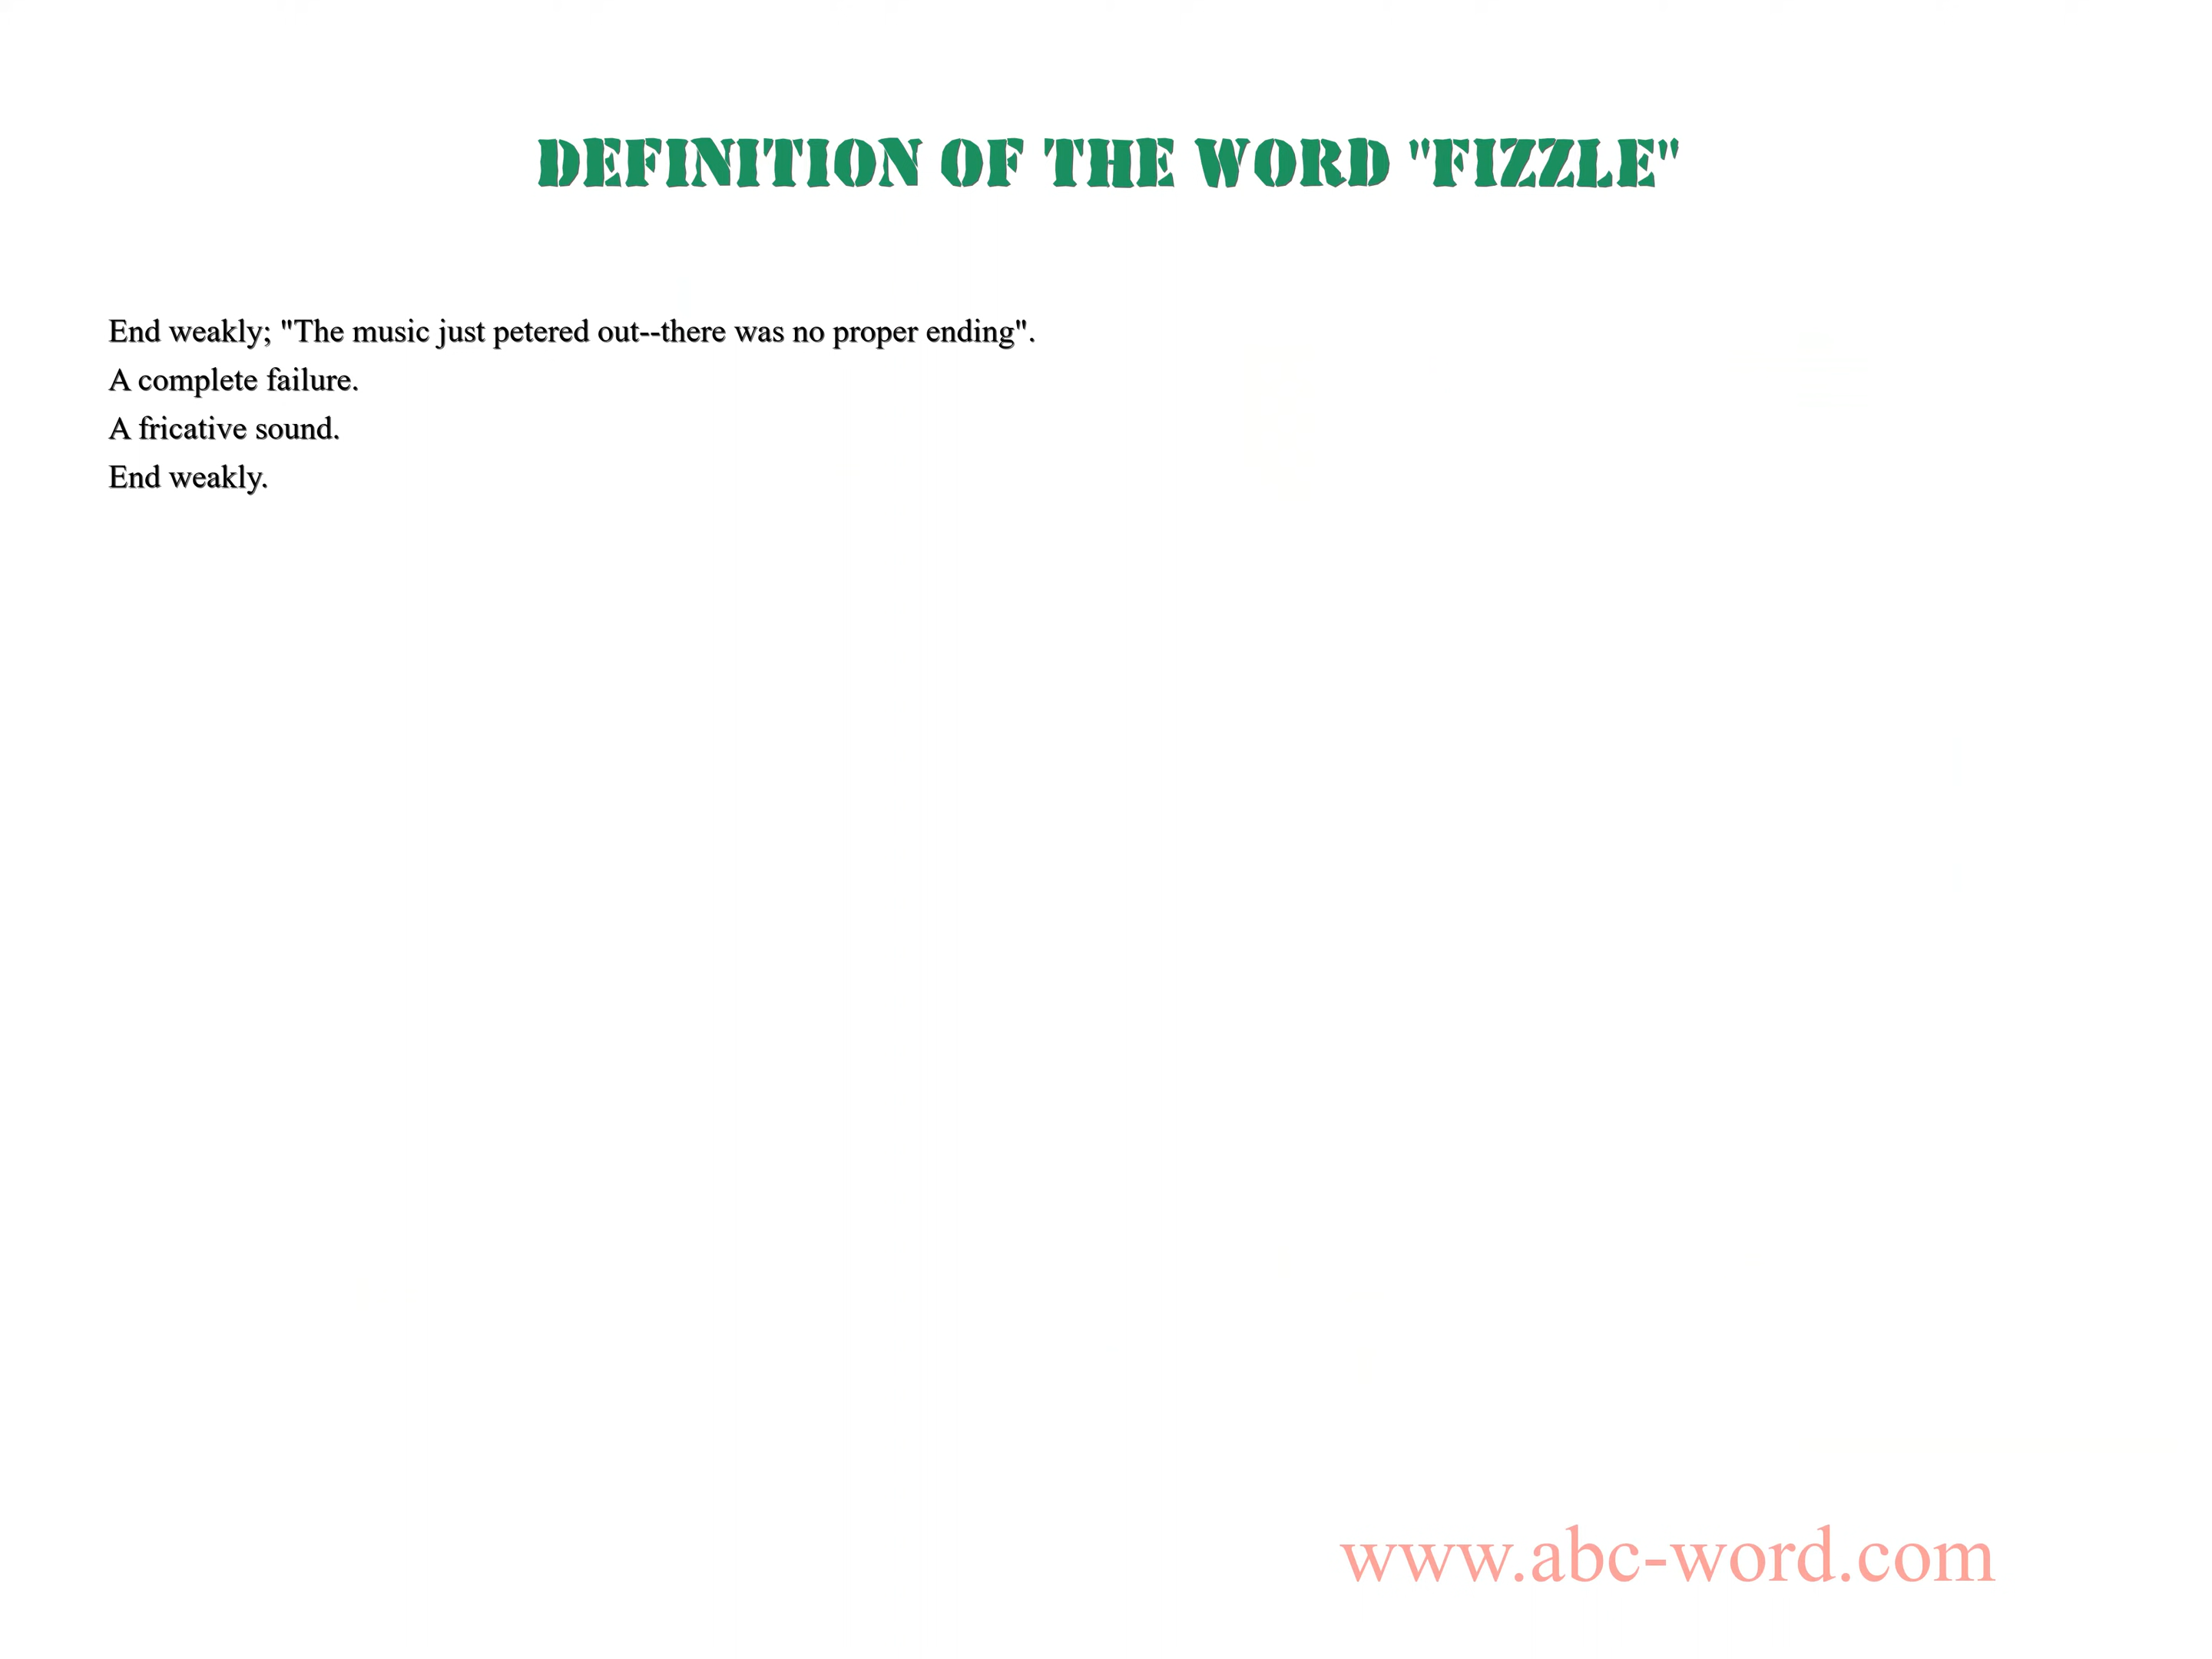 DEFINITION OF THE WORD "FIZZLE"
End weakly; "The music just petered out--there was no proper ending".
A complete failure.
A fricative sound.
End weakly.
www.abc-word.com